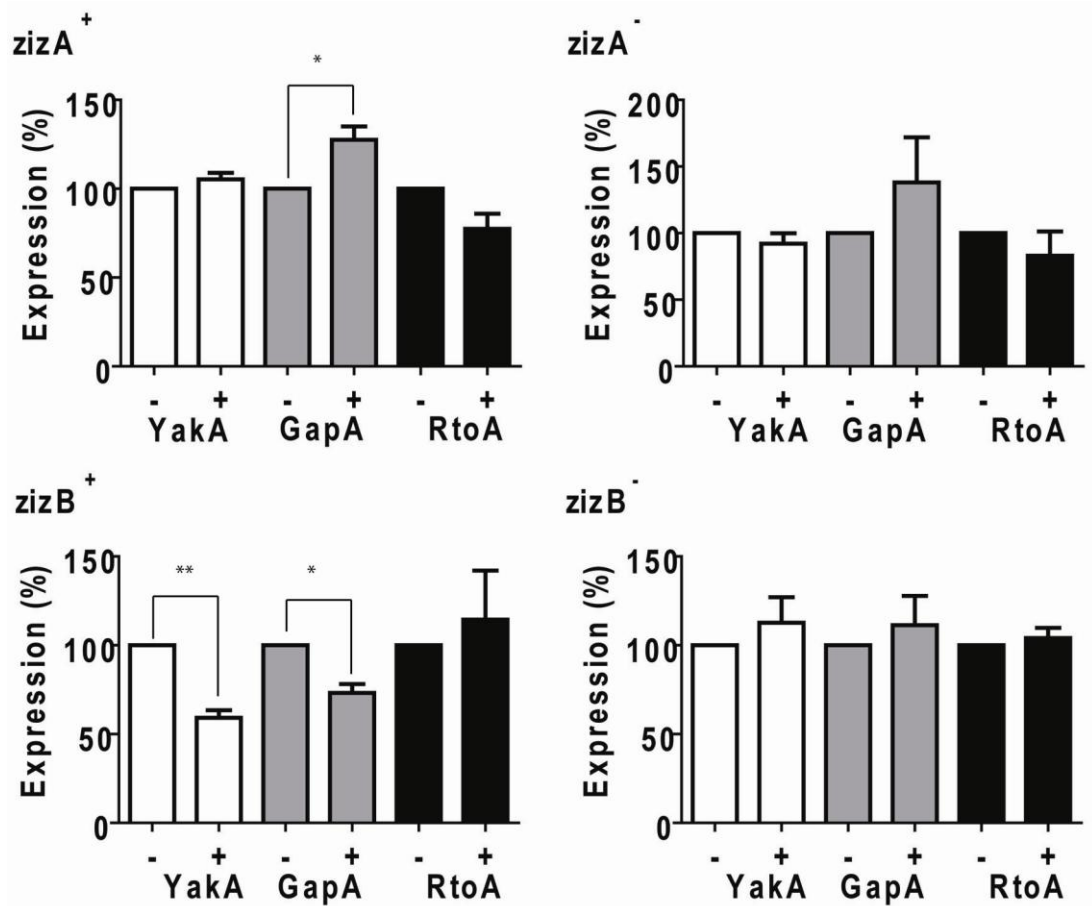 zizA +
zizA -
*
Expression (%)
150
100
50
0
- + - + - +
YakA GapA RtoA
Expression (%)
200
150
100
50
0
- + - + - +
YakA GapA RtoA
zizB +
zizB -
** *
Expression (%)
150
100
50
0
- + - + - +
YakA GapA RtoA
Expression (%)
150
100
50
0
- + - + - +
YakA GapA RtoA